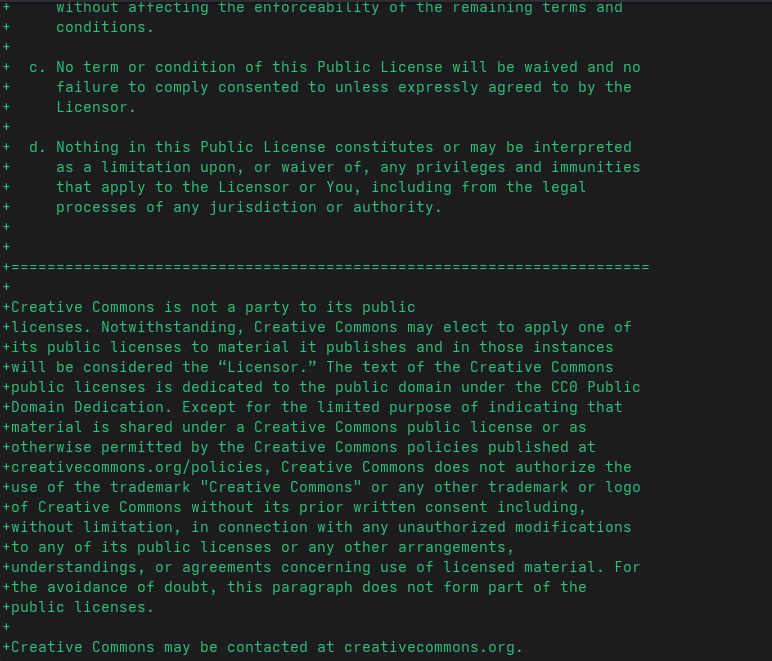 +     without affecting the enforceability of the remaining terms and
+     conditions.
+
+  c. No term or condition of this Public License will be waived and no
+     failure to comply consented to unless expressly agreed to by the
+     Licensor.
+
+  d. Nothing in this Public License constitutes or may be interpreted
+     as a limitation upon, or waiver of, any privileges and immunities
+     that apply to the Licensor or You, including from the legal
+     processes of any jurisdiction or authority.
+
+
+=======================================================================
+
+Creative Commons is not a party to its public
+licenses. Notwithstanding, Creative Commons may elect to apply one of
+its public licenses to material it publishes and in those instances
+will be considered the “Licensor.” The text of the Creative Commons
+public licenses is dedicated to the public domain under the CC0 Public
+Domain Dedication. Except for the limited purpose of indicating that
+material is shared under a Creative Commons public license or as
+otherwise permitted by the Creative Commons policies published at
+creativecommons.org/policies, Creative Commons does not authorize the
+use of the trademark "Creative Commons" or any other trademark or logo
+of Creative Commons without its prior written consent including,
+without limitation, in connection with any unauthorized modifications
+to any of its public licenses or any other arrangements,
+understandings, or agreements concerning use of licensed material. For
+the avoidance of doubt, this paragraph does not form part of the
+public licenses.
+
+Creative Commons may be contacted at creativecommons.org.